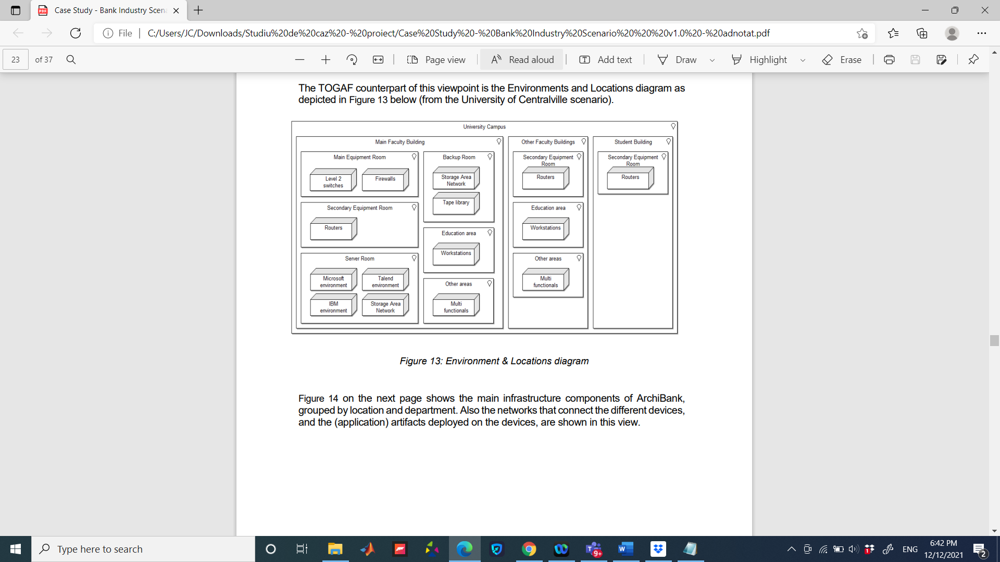 Case Study - Bank Industry Scen
File
C:/Users/JC/Downloads/Studiu%20de%20caz%20-%20proiect/Case%20Study%20-%20Bank%20Industry%20Scenario%20%20%20v1.0%20-%20adnotat.pdf
23 of 37
Page view
Read aloud
Add text
Draw
Highlight
Erase
The TOGAF counterpart of this viewpoint is the Environments and Locations diagram as
depicted in Figure 13 below (from the University of Centralville scenario).
University Campus
Main Faculty Building
Main Equipment Room
Level 2
switches
Firewalls
Secondary Equipment Room
Routers
Server Room
Microsoft
environment
Talend
environment
IBM
environment
Storage Area
Network
Backup Room
Storage Area
Network
Tape library
Education area
Workstations
Other areas
Multi
functionals
Other Faculty Buildings
Secondary Equipment
Room
Routers
Education area
Workstations
Other areas
Multi
functionals
Student Building
Secondary Equipment
Room
Routers
Figure 13: Environment & Locations diagram
Figure 14 on the next page shows the main infrastructure components of ArchiBank,
grouped by location and department. Also the networks that connect the different devices,
and the (application) artifacts deployed on the devices, are shown in this view.
Type here to search
9+
1
ENG
6:42 PM
12/12/2021
2